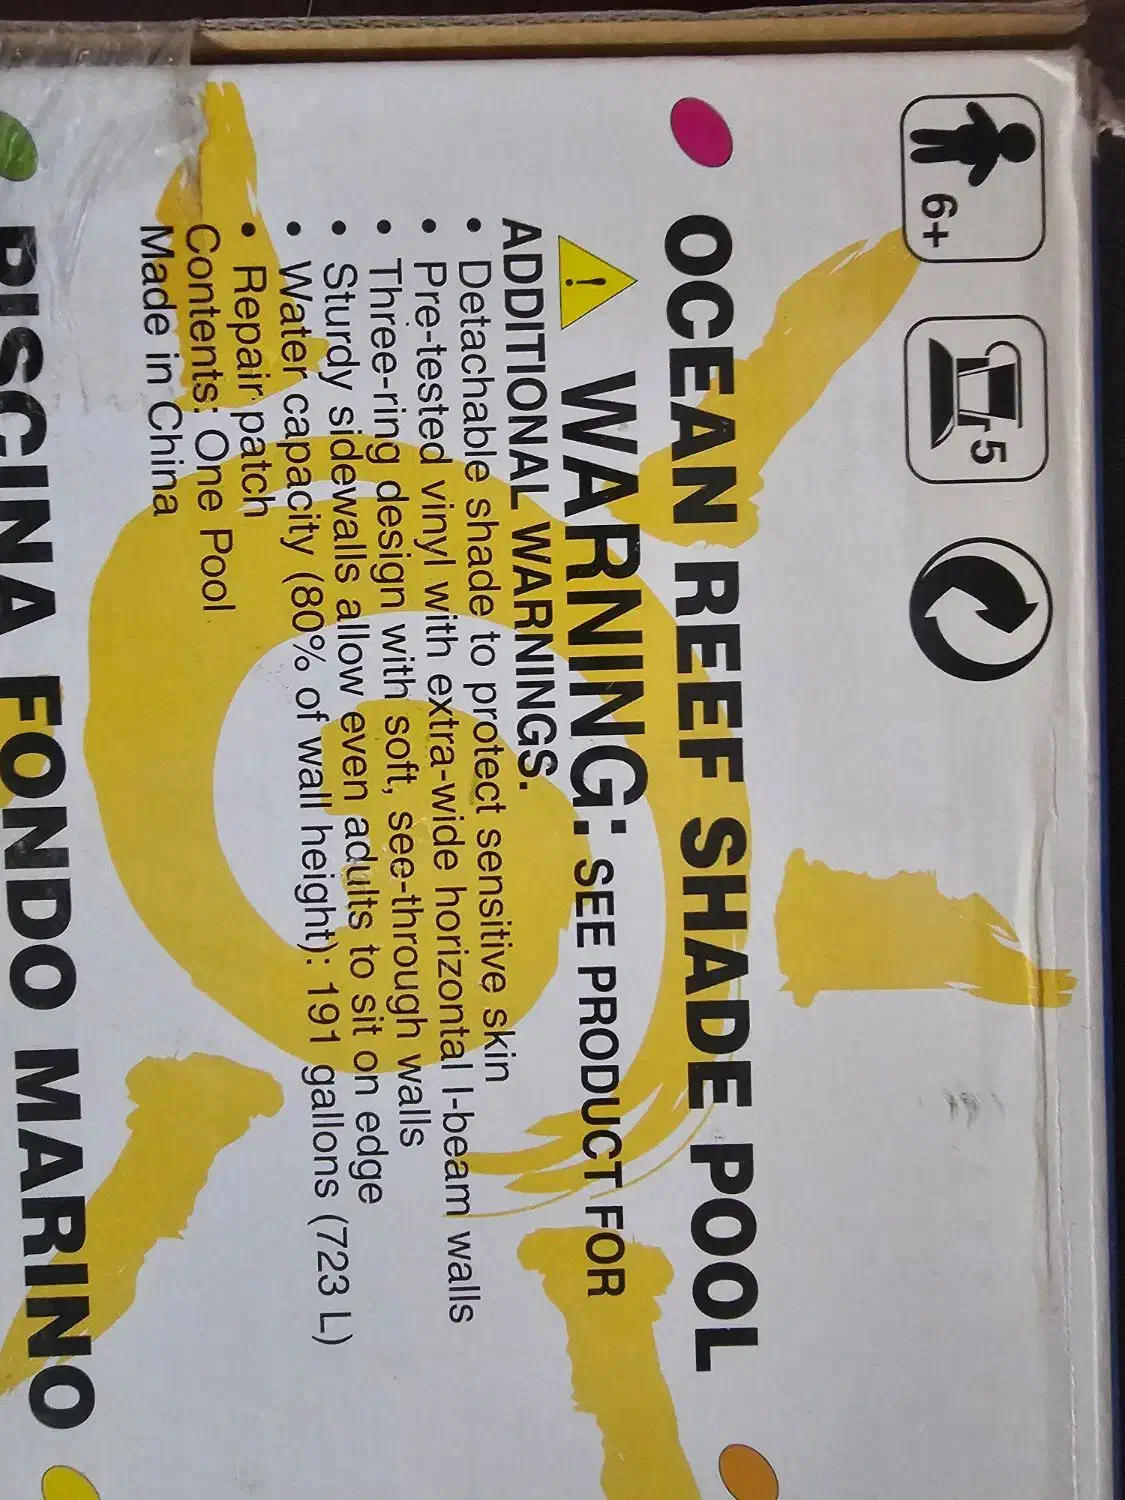 6+
5
OCEAN REEF SHADE POOL
! WARNING: SEE PRODUCT FOR
ADDITIONAL WARNINGS.
• Detachable shade to protect sensitive skin
• Pre-tested vinyl with extra-wide horizontal I-beam walls
• Three-ring design with soft, see-through walls
• Sturdy sidewalls allow even adults to sit on edge
• Water capacity (80% of wall height): 191 gallons (723 L)
• Repair patch
Contents: One Pool
Made in China
PISCINA FONDO MARINO